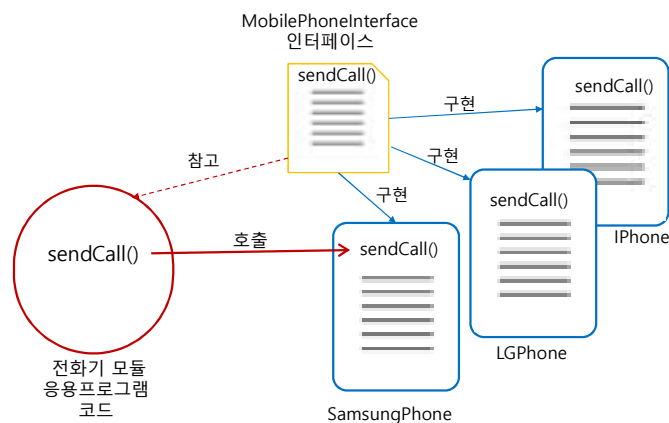 MobilePhoneInterface
인터페이스
sendCall()
구현
sendCall()
참고
구현
구현
sendCall()
sendCall()
호출
sendCall()
IPhone
LGPhone
전화기 모듈
응용프로그램
코드
SamsungPhone